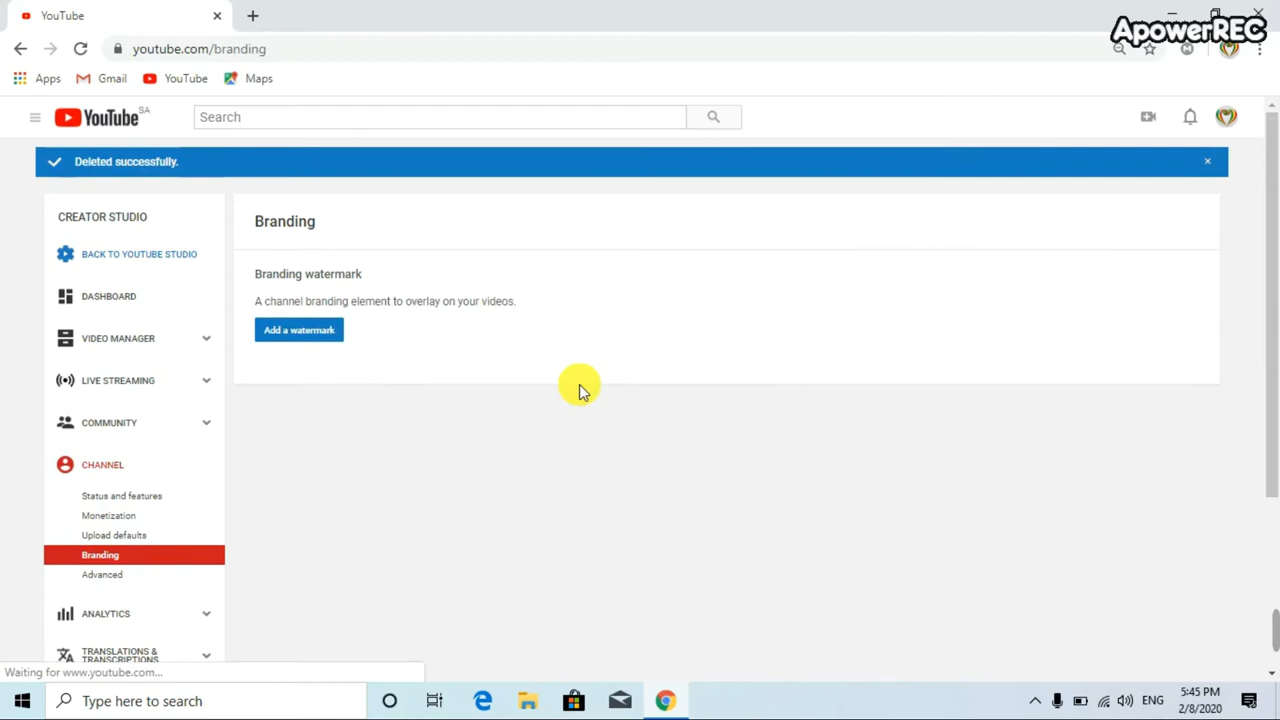 YouTube
ApowerREC
youtube.com/branding
Apps
Gmail
YouTube
Maps
YouTube SA
Search
Deleted successfully.
CREATOR STUDIO
BACK TO YOUTUBE STUDIO
DASHBOARD
VIDEO MANAGER
LIVE STREAMING
COMMUNITY
CHANNEL
Status and features
Monetization
Upload defaults
Branding
Advanced
ANALYTICS
TRANSLATIONS &
TRANSCRIPTIONS
Branding
Branding watermark
A channel branding element to overlay on your videos.
Add a watermark
Waiting for www.youtube.com...
Type here to search
ENG
5:45 PM
2/8/2020